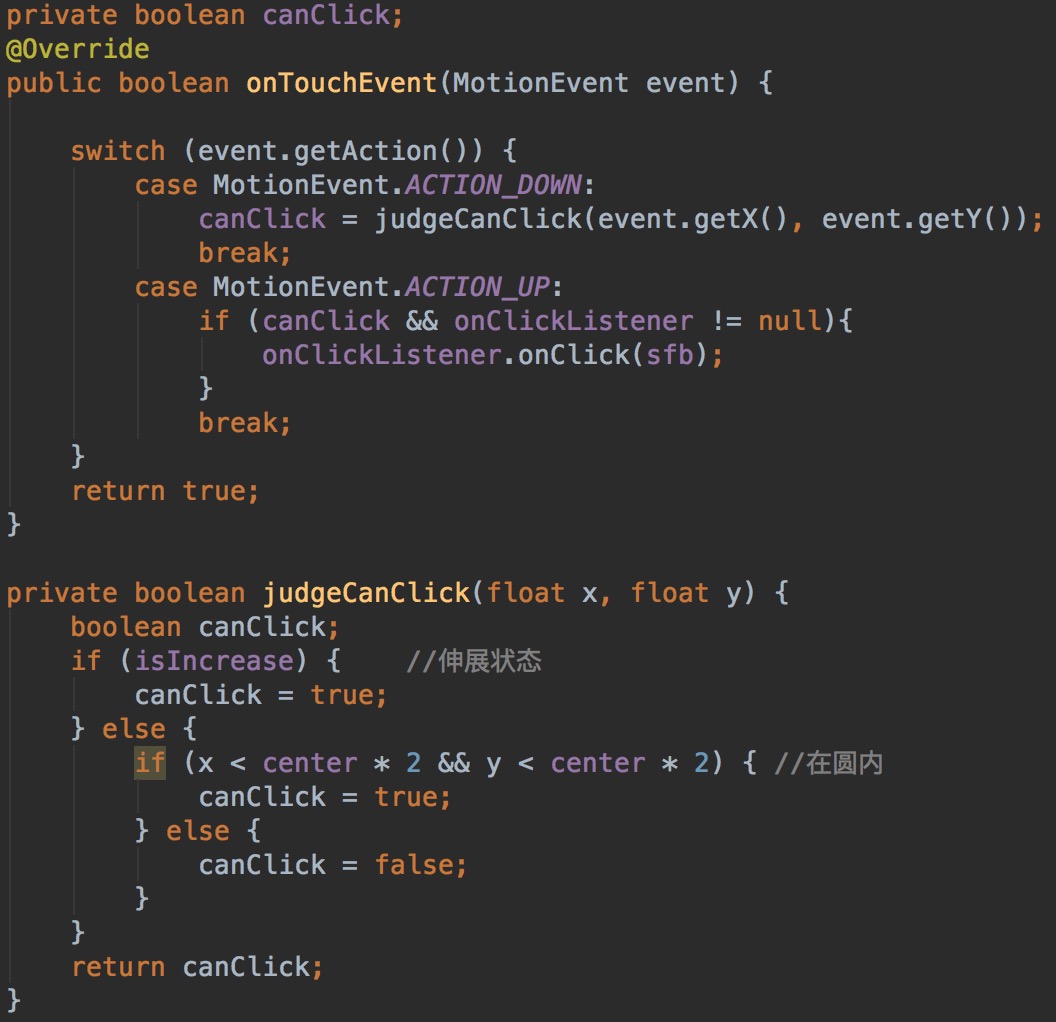 private boolean canClick;
@Override
public boolean onTouchEvent(MotionEvent event) {
switch (event.getAction()) {
case MotionEvent.ACTION_DOWN:
canClick = judgeCanClick(event.getX(), event.getY());
break;
case MotionEvent.ACTION_UP:
if (canClick && onClickListener != null){
onClickListener.onClick(sfb);
}
break;
}
return true;
}
private boolean judgeCanClick(float x, float y) {
boolean canClick;
if (isIncrease) {    //伸展状态
canClick = true;
} else {
if (x < center * 2 && y < center * 2) { //在圆内
canClick = true;
} else {
canClick = false;
}
}
return canClick;
}